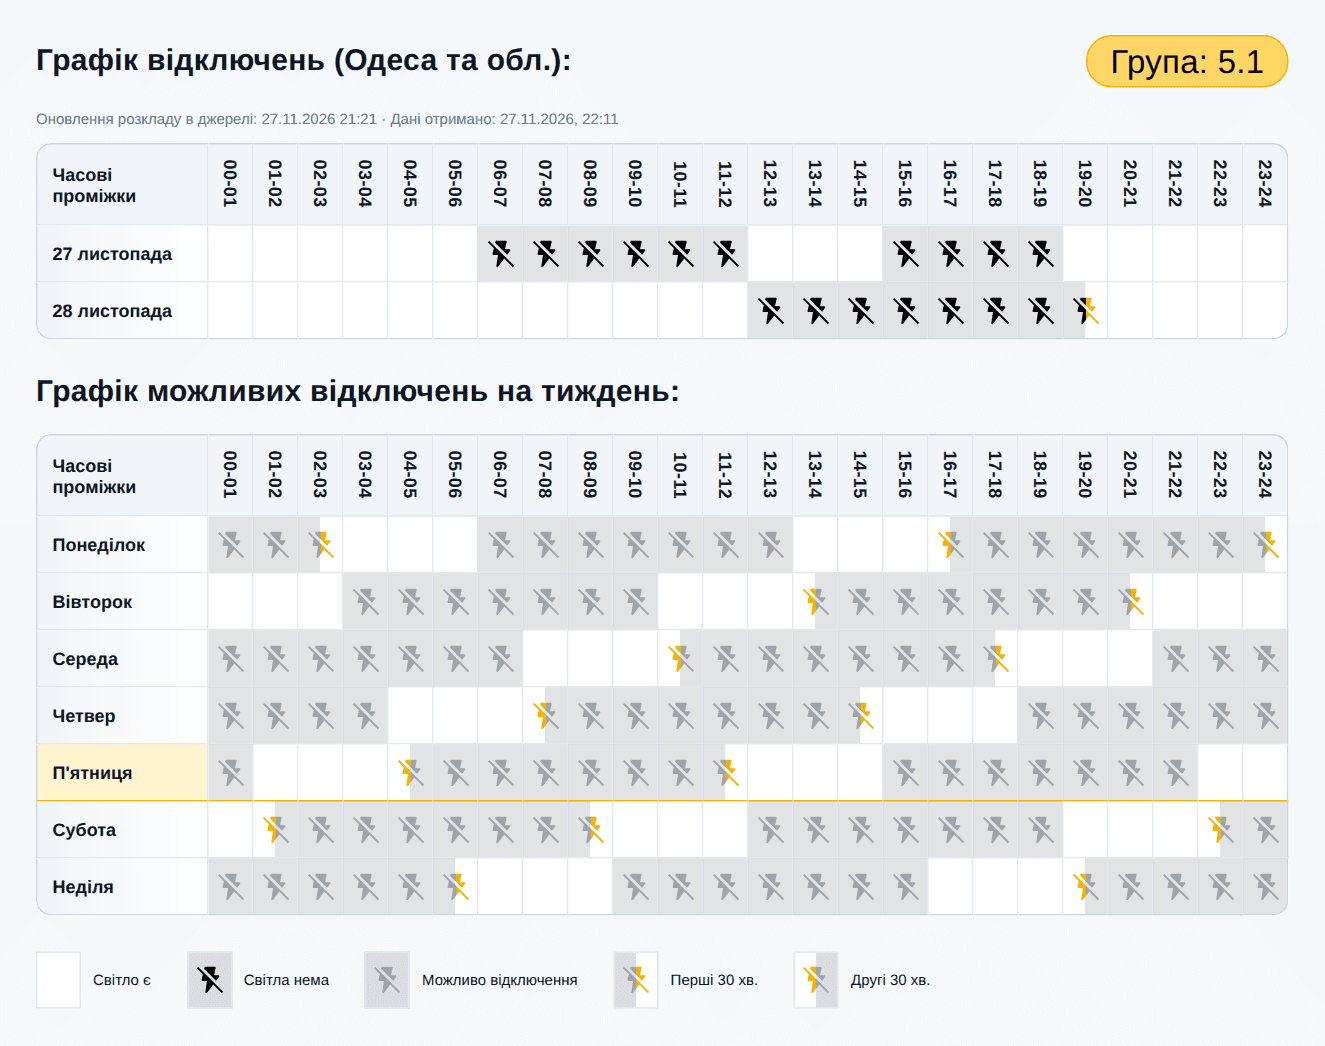 Графік відключень (Одеса та обл.):
Група: 5.1
Оновлення розкладу в джерелі: 27.11.2026 21:21 · Дані отримано: 27.11.2026, 22:11
Часові
проміжки
00-01 01-02 02-03 03-04 04-05 05-06 06-07 07-08 08-09 09-10 10-11 11-12 12-13 13-14 14-15 15-16 16-17 17-18 18-19 19-20 20-21 21-22 22-23 23-24
27 листопада
28 листопада
Графік можливих відключень на тиждень:
Часові
проміжки
00-01 01-02 02-03 03-04 04-05 05-06 06-07 07-08 08-09 09-10 10-11 11-12 12-13 13-14 14-15 15-16 16-17 17-18 18-19 19-20 20-21 21-22 22-23 23-24
Понеділок
Вівторок
Середа
Четвер
П'ятниця
Субота
Неділя
Світло є
Світла нема
Можливо відключення
Перші 30 хв.
Другі 30 хв.